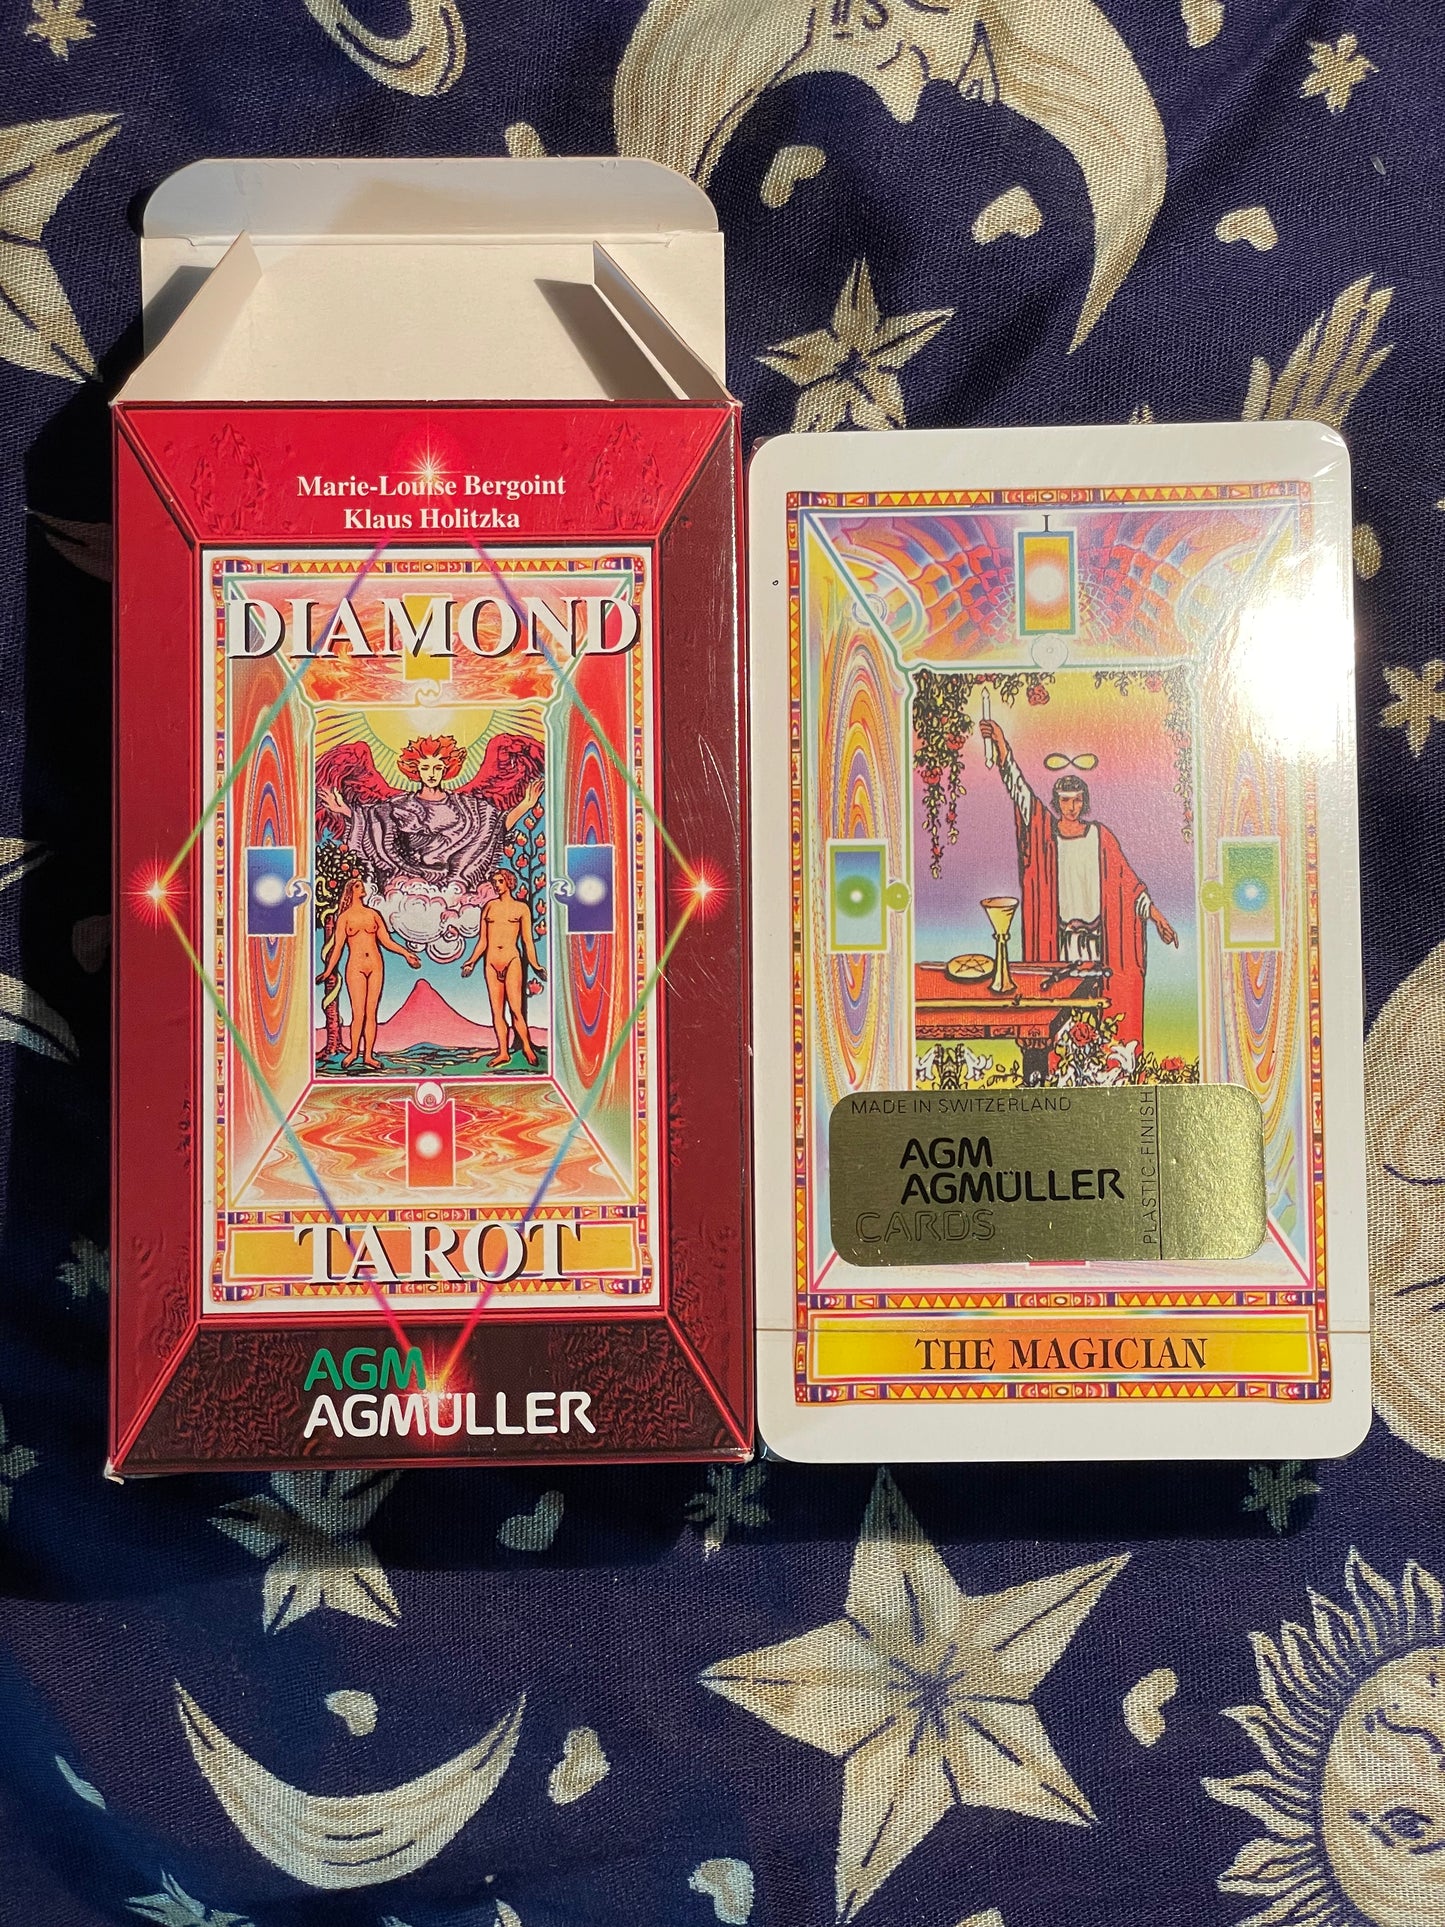 Marie-Louise Bergoint
Klaus Holitzka
DIAMOND
TAROT
AGM
AGMÜLLER
I
MADE IN SWITZERLAND
AGM
AGMÜLLER
CARDS
PLASTIC-FINISH
THE MAGICIAN